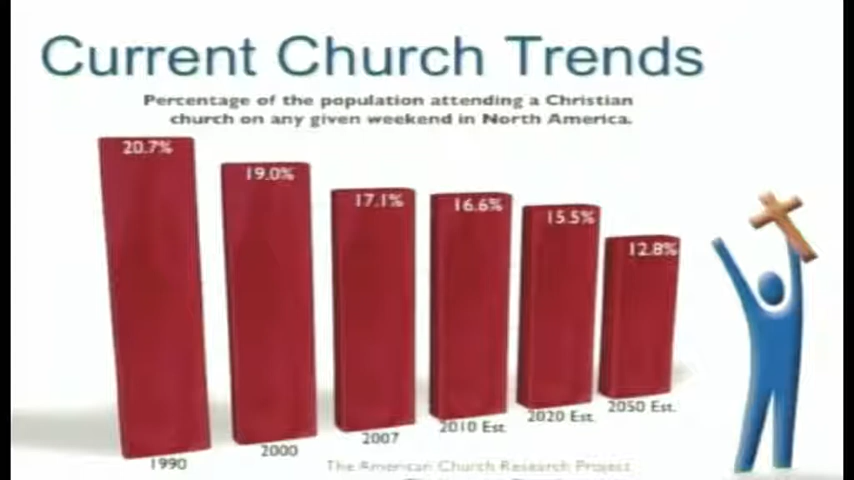 Current Church Trends
Percentage of the population attending a Christian
church on any given weekend in North America.
20.7%
19.0%
17.1%
16.6%
15.5%
12.8%
1990
2000
2007
2010 Est.
2020 Est.
2050 Est.
The American Church Research Project